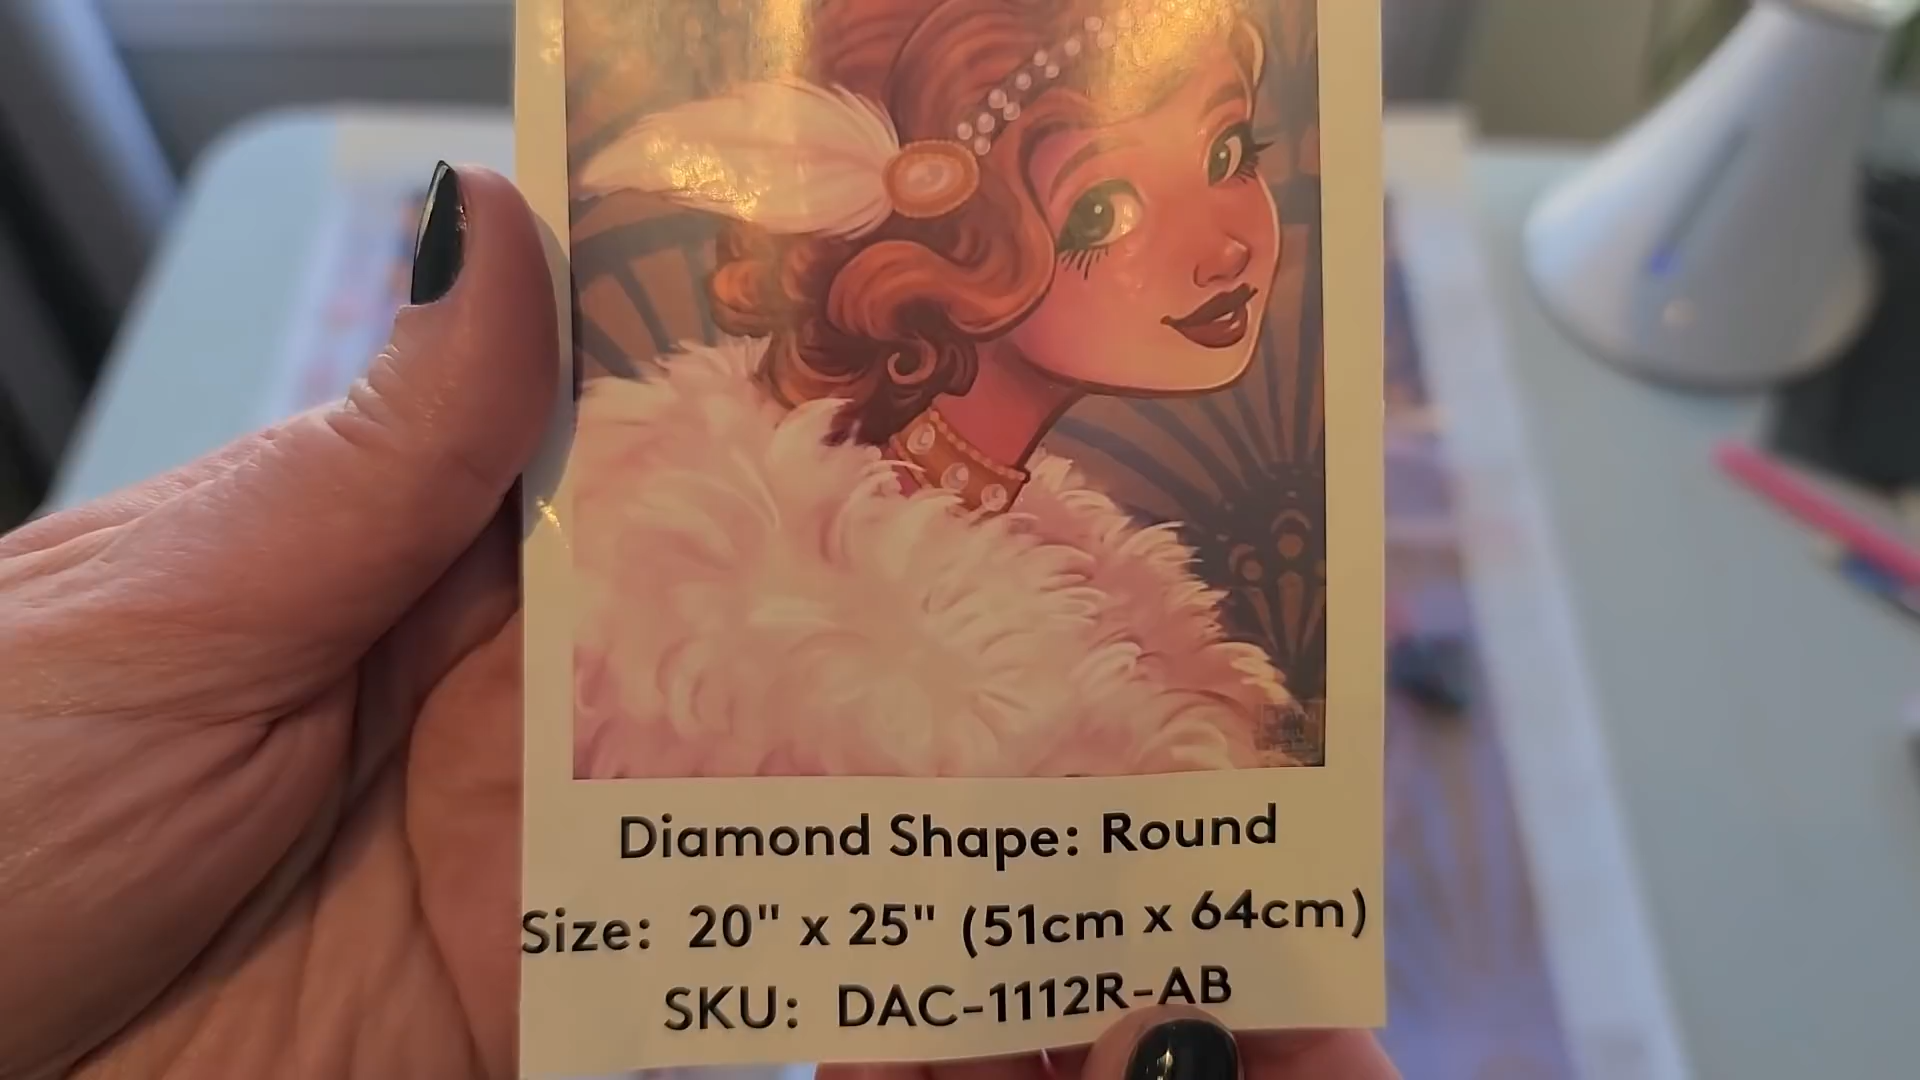 Diamond Shape: Round
Size: 20" x 25" (51cm x 64cm)
SKU: DAC-1112R-AB